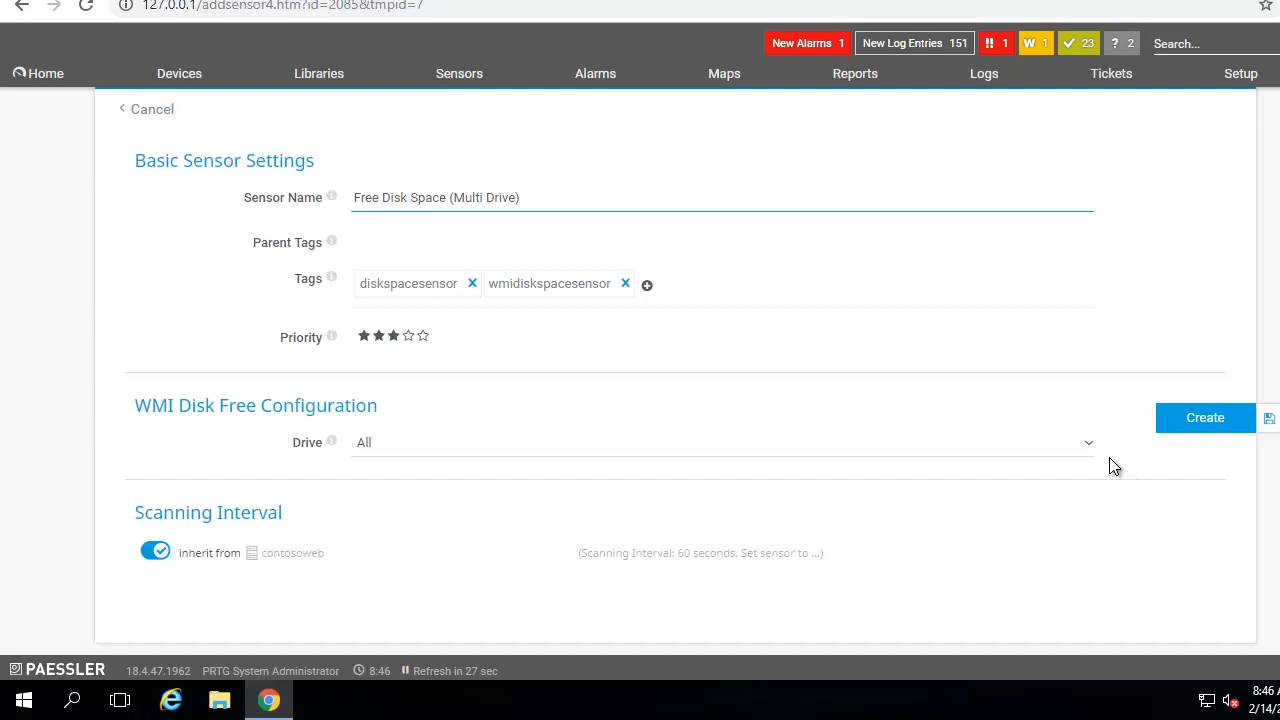 127.0.0.1/addsensor4.htm?id=2085&tmpid=7
New Alarms 1 New Log Entries 151 !! 1 W 1 23 ? 2 Search...
Home Devices Libraries Sensors Alarms Maps Reports Logs Tickets Setup
Cancel
Basic Sensor Settings
Sensor Name Free Disk Space (Multi Drive)
Parent Tags
Tags diskspacesensor wmidiskspacesensor
Priority
WMI Disk Free Configuration
Create
Drive All
Scanning Interval
inherit from contosoweb (Scanning Interval: 60 seconds. Set sensor to ...)
PAESSLER 18.4.47.1962 PRTG System Administrator 8:46 Refresh in 27 sec
8:46 A
2/14/2